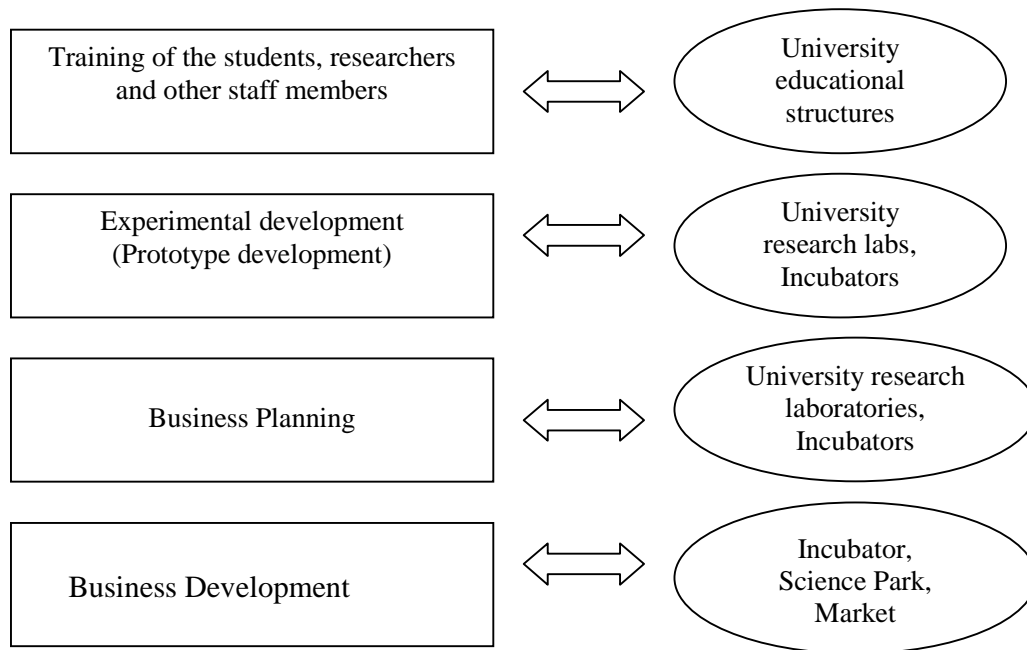 Training of the students, researchers
and other staff members
University
educational
structures
Experimental development
(Prototype development)
University
research labs,
Incubators
Business Planning
University research
laboratories,
Incubators
Business Development
Incubator,
Science Park,
Market